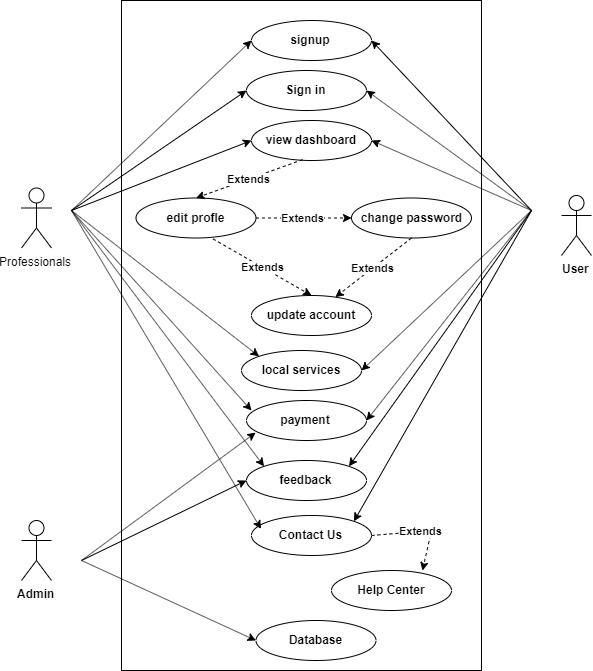 signup
Sign in
view dashboard
Extends
edit profle
Extends
change password
Professionals
User
Extends
Extends
update account
local services
payment
feedback
Contact Us
Extends
Help Center
Admin
Database